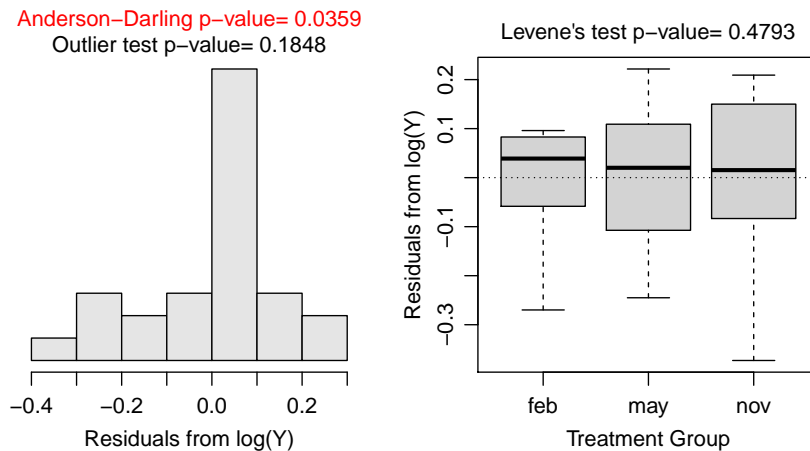 Anderson−Darling p−value= 0.0359
Outlier test p−value= 0.1848
−0.4 −0.2 0.0 0.2
Residuals from log(Y)
Levene's test p−value= 0.4793
Residuals from log(Y)
0.2
0.1
−0.1
−0.3
feb may nov
Treatment Group